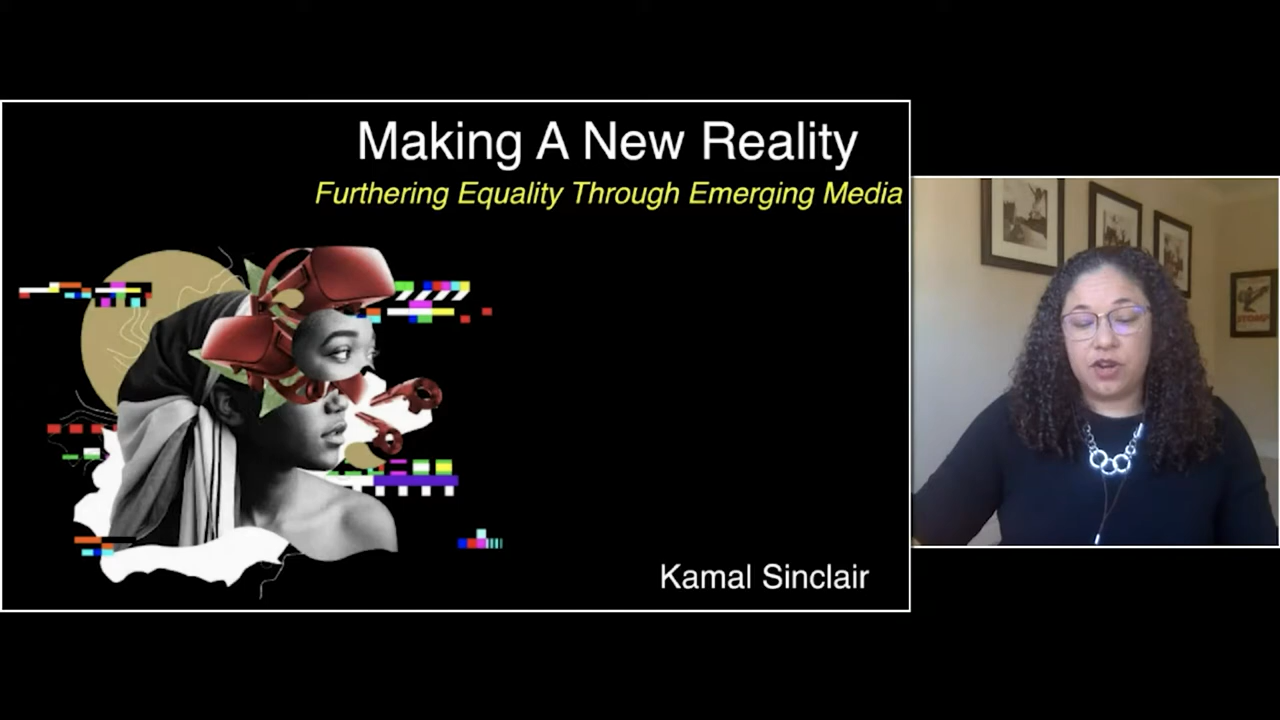 Making A New Reality
Furthering Equality Through Emerging Media
Kamal Sinclair